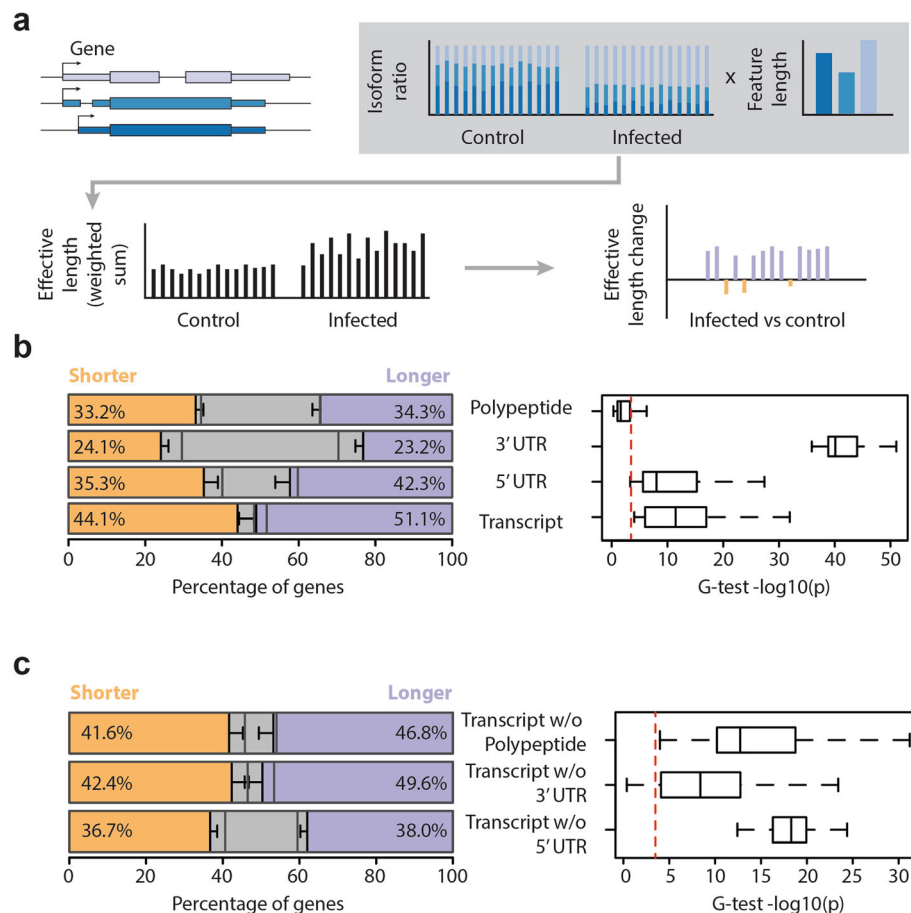 a
Gene
Isoform
ratio
Control
Infected
x
Feature
length
Effective
length
(weighted
sum)
Control
Infected
Effective
length change
Infected vs control
b
Shorter
Longer
33.2%
34.3%
24.1%
23.2%
35.3%
42.3%
44.1%
51.1%
0 20 40 60 80 100
Percentage of genes
Polypeptide
3' UTR
5' UTR
Transcript
0 10 20 30 40 50
G-test -log10(p)
c
Shorter
Longer
41.6%
46.8%
42.4%
49.6%
36.7%
38.0%
0 20 40 60 80 100
Percentage of genes
Transcript w/o
Polypeptide
Transcript w/o
3' UTR
Transcript w/o
5' UTR
0 5 10 15 20 25 30
G-test -log10(p)